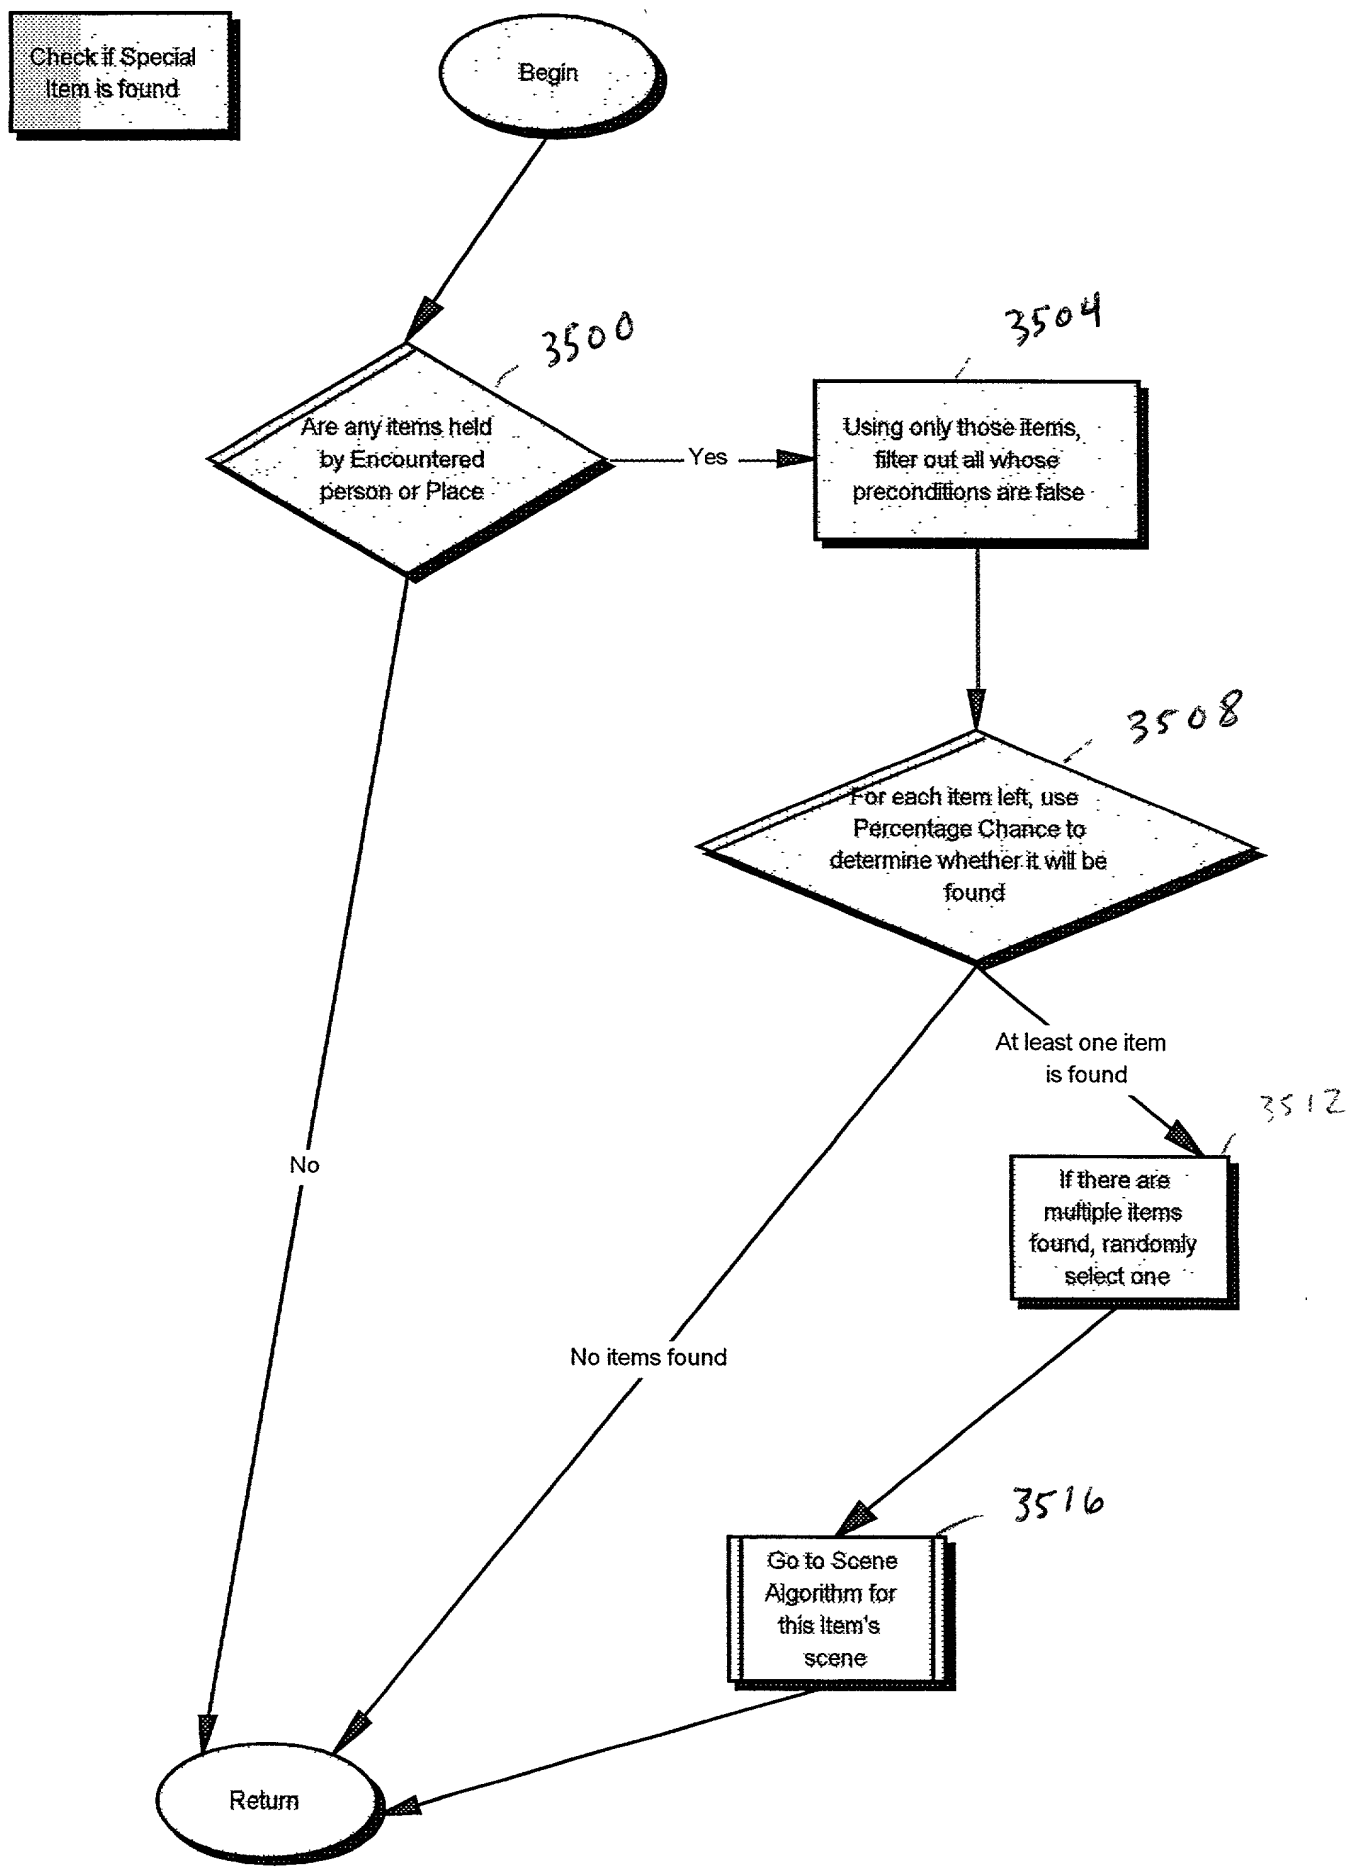 Check if Special
Item is found
Begin
3500
Are any items held
by Encountered
person or Place
Yes
3504
Using only those items,
filter out all whose
preconditions are false
3508
For each item left, use
Percentage Chance to
determine whether it will be
found
At least one item
is found
3512
If there are
multiple items
found, randomly
select one
No
No items found
3516
Go to Scene
Algorithm for
this Item's
scene
Return